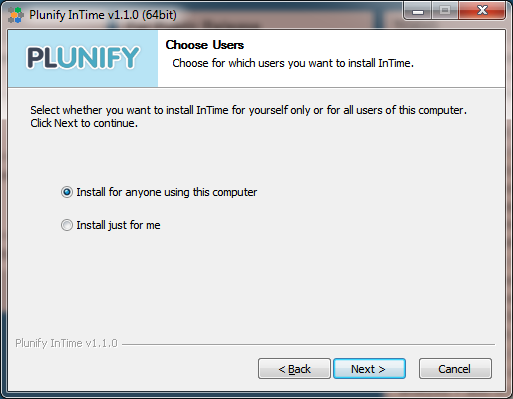 Plunify InTime v1.1.0 (64bit)
PLUNIFY
Choose Users
Choose for which users you want to install InTime.
Select whether you want to install InTime for yourself only or for all users of this computer.
Click Next to continue.
Install for anyone using this computer
Install just for me
Plunify InTime v1.1.0
< Back
Next >
Cancel